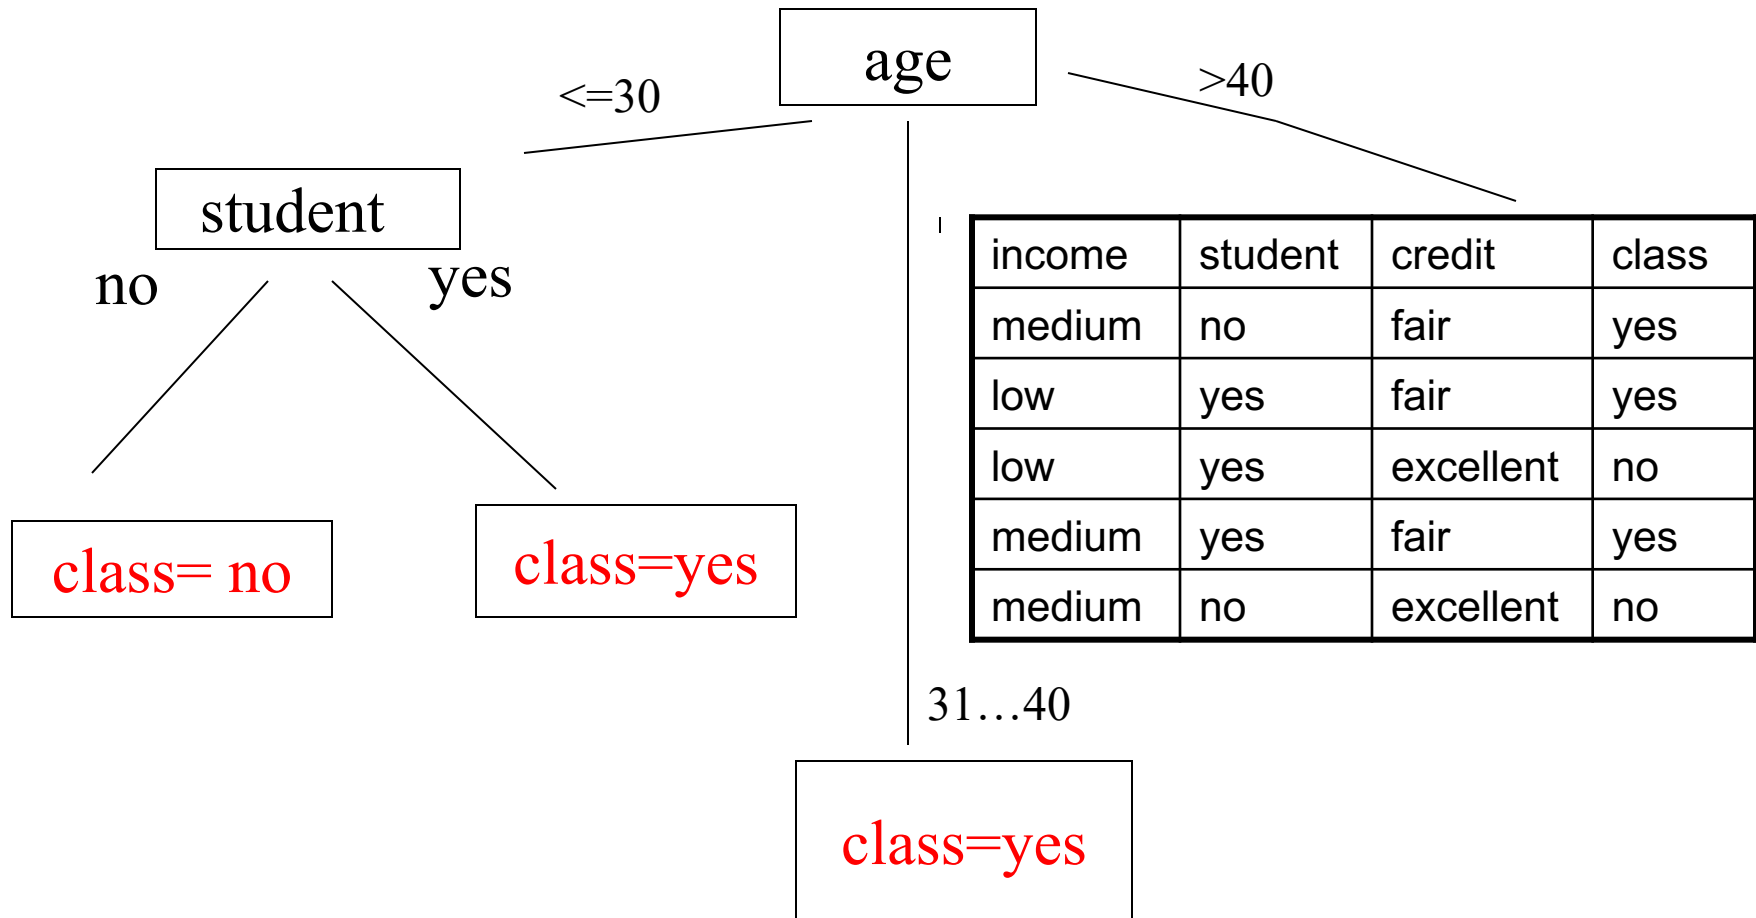 age
<=30
>40
student
no
yes
class= no
class=yes
income student credit class
medium no fair yes
low yes fair yes
low yes excellent no
medium yes fair yes
medium no excellent no
31…40
class=yes